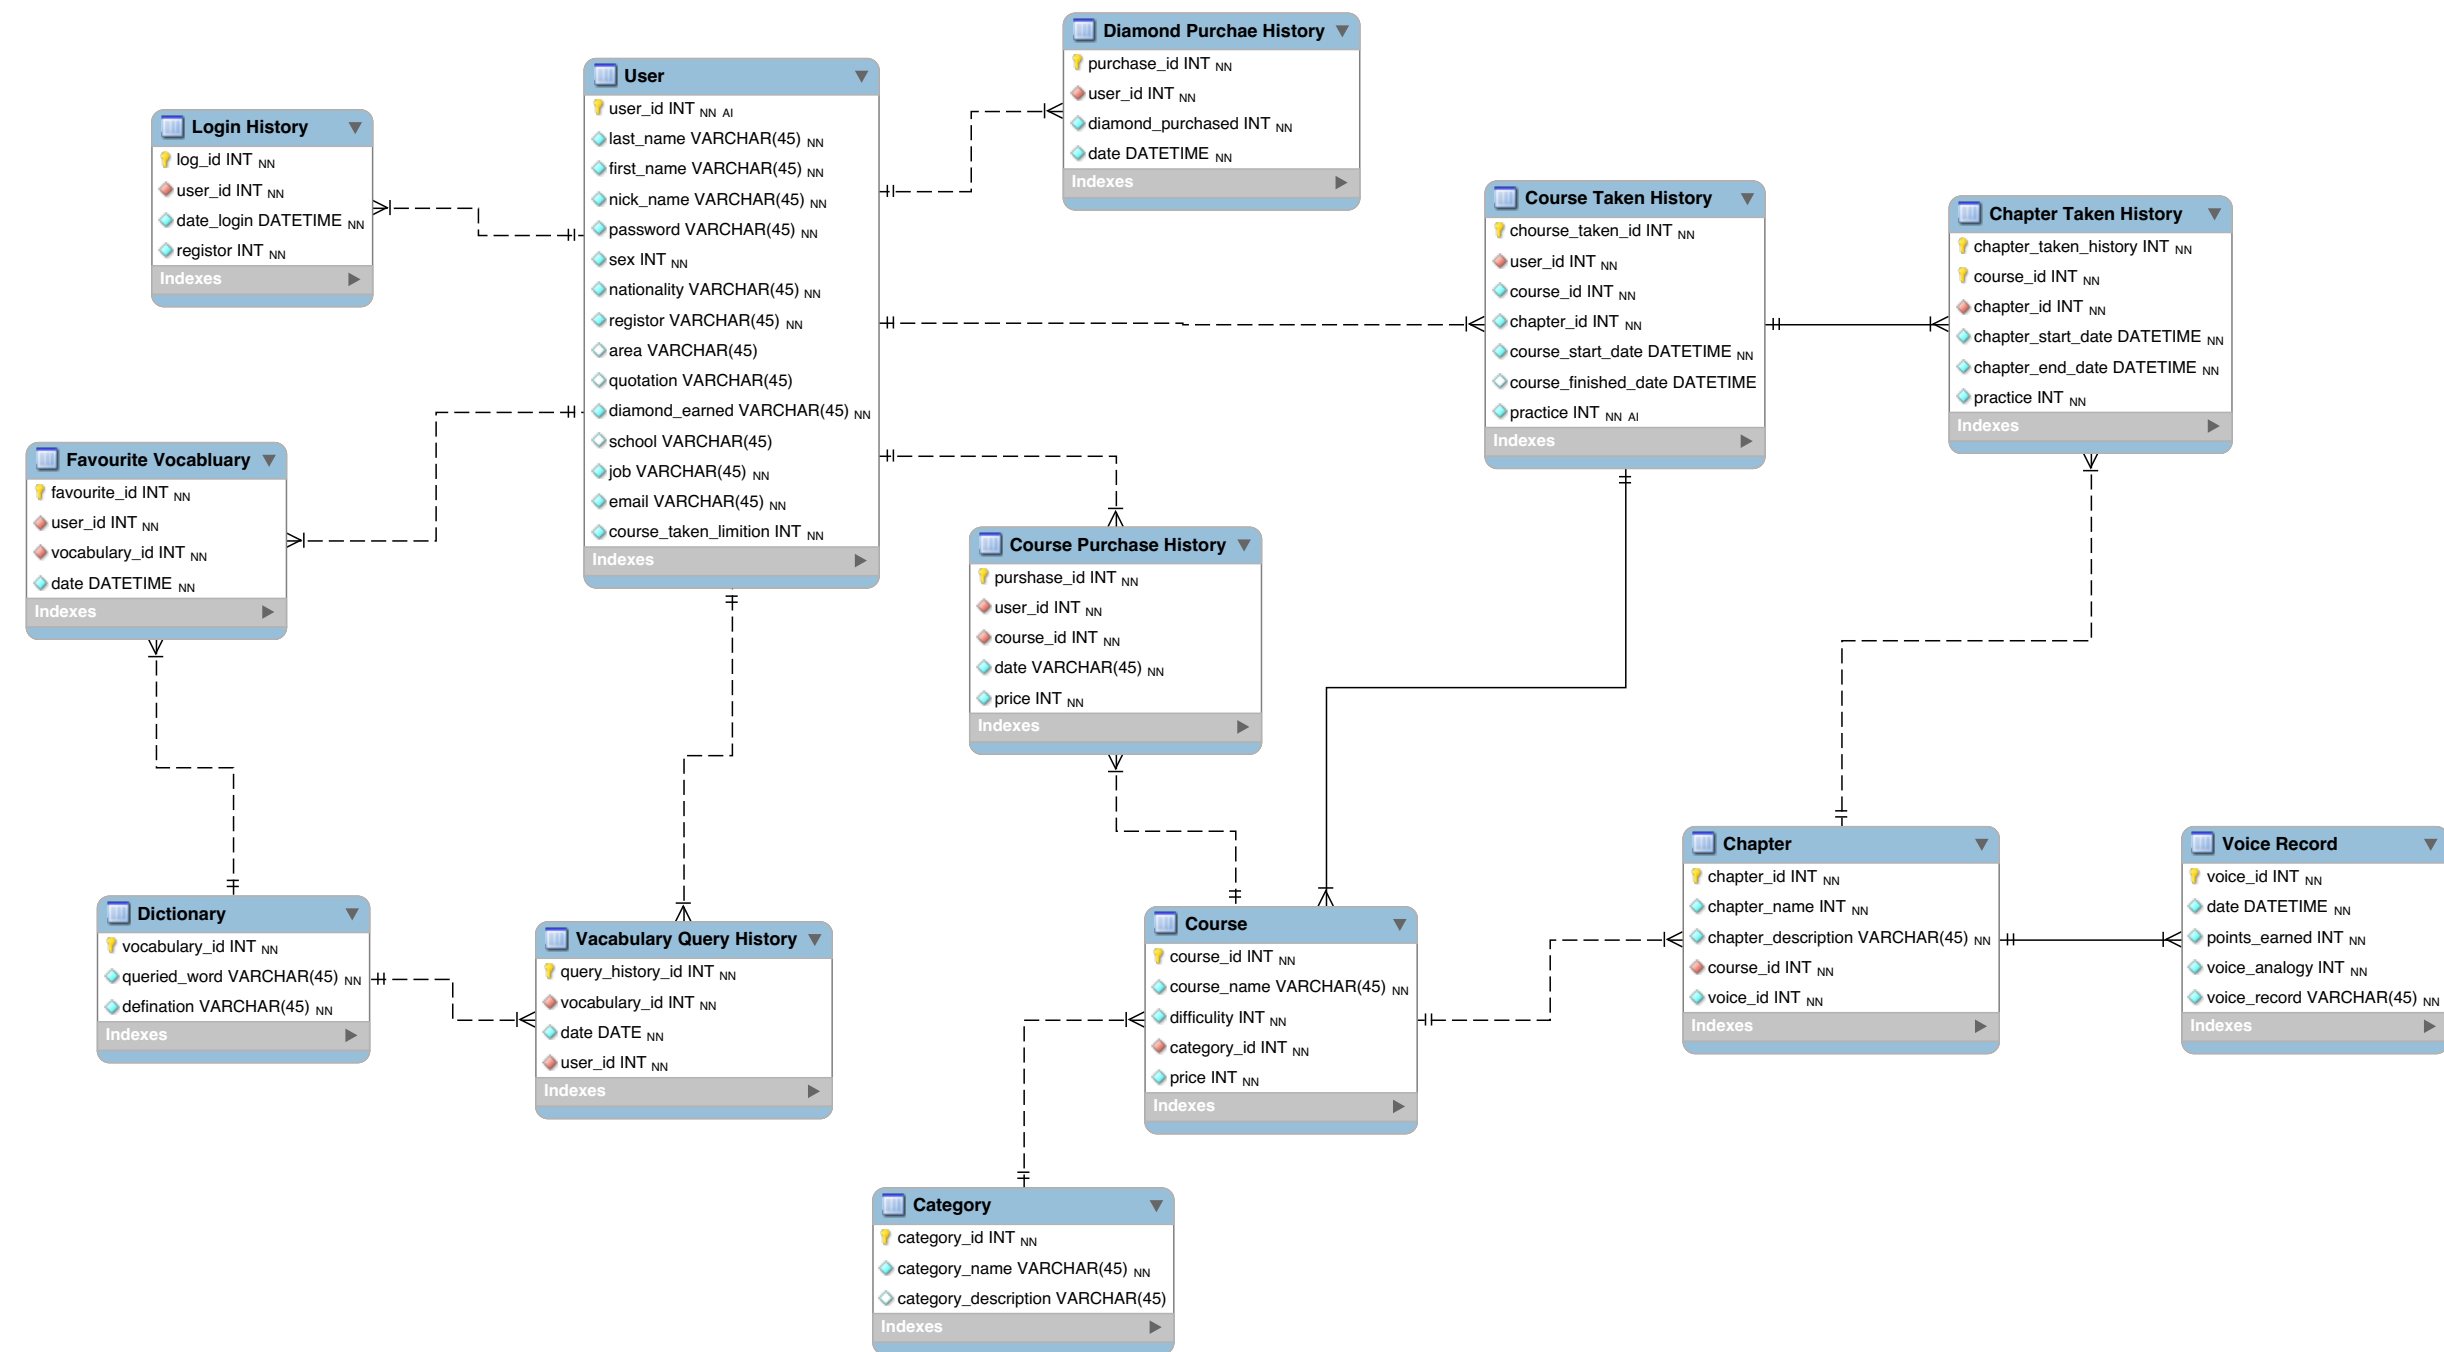 Diamond Purchae History
purchase_id INT NN
user_id INT NN
diamond_purchased INT NN
date DATETIME NN
Indexes
User
user_id INT NN AI
last_name VARCHAR(45) NN
first_name VARCHAR(45) NN
nick_name VARCHAR(45) NN
password VARCHAR(45) NN
sex INT NN
nationality VARCHAR(45) NN
registor VARCHAR(45) NN
area VARCHAR(45)
quotation VARCHAR(45)
diamond_earned VARCHAR(45) NN
school VARCHAR(45)
job VARCHAR(45) NN
email VARCHAR(45) NN
course_taken_limition INT NN
Indexes
Login History
log_id INT NN
user_id INT NN
date_login DATETIME NN
registor INT NN
Indexes
Course Taken History
chourse_taken_id INT NN
user_id INT NN
course_id INT NN
chapter_id INT NN
course_start_date DATETIME NN
course_finished_date DATETIME
practice INT NN AI
Indexes
Chapter Taken History
chapter_taken_history INT NN
course_id INT NN
chapter_id INT NN
chapter_start_date DATETIME NN
chapter_end_date DATETIME NN
practice INT NN
Indexes
Favourite Vocabluary
favourite_id INT NN
user_id INT NN
vocabulary_id INT NN
date DATETIME NN
Indexes
Course Purchase History
purshase_id INT NN
user_id INT NN
course_id INT NN
date VARCHAR(45) NN
price INT NN
Indexes
Dictionary
vocabulary_id INT NN
queried_word VARCHAR(45) NN
defination VARCHAR(45) NN
Indexes
Vacabulary Query History
query_history_id INT NN
vocabulary_id INT NN
date DATE NN
user_id INT NN
Indexes
Course
course_id INT NN
course_name VARCHAR(45) NN
difficulity INT NN
category_id INT NN
price INT NN
Indexes
Chapter
chapter_id INT NN
chapter_name INT NN
chapter_description VARCHAR(45) NN
course_id INT NN
voice_id INT NN
Indexes
Voice Record
voice_id INT NN
date DATETIME NN
points_earned INT NN
voice_analogy INT NN
voice_record VARCHAR(45) NN
Indexes
Category
category_id INT NN
category_name VARCHAR(45) NN
category_description VARCHAR(45)
Indexes